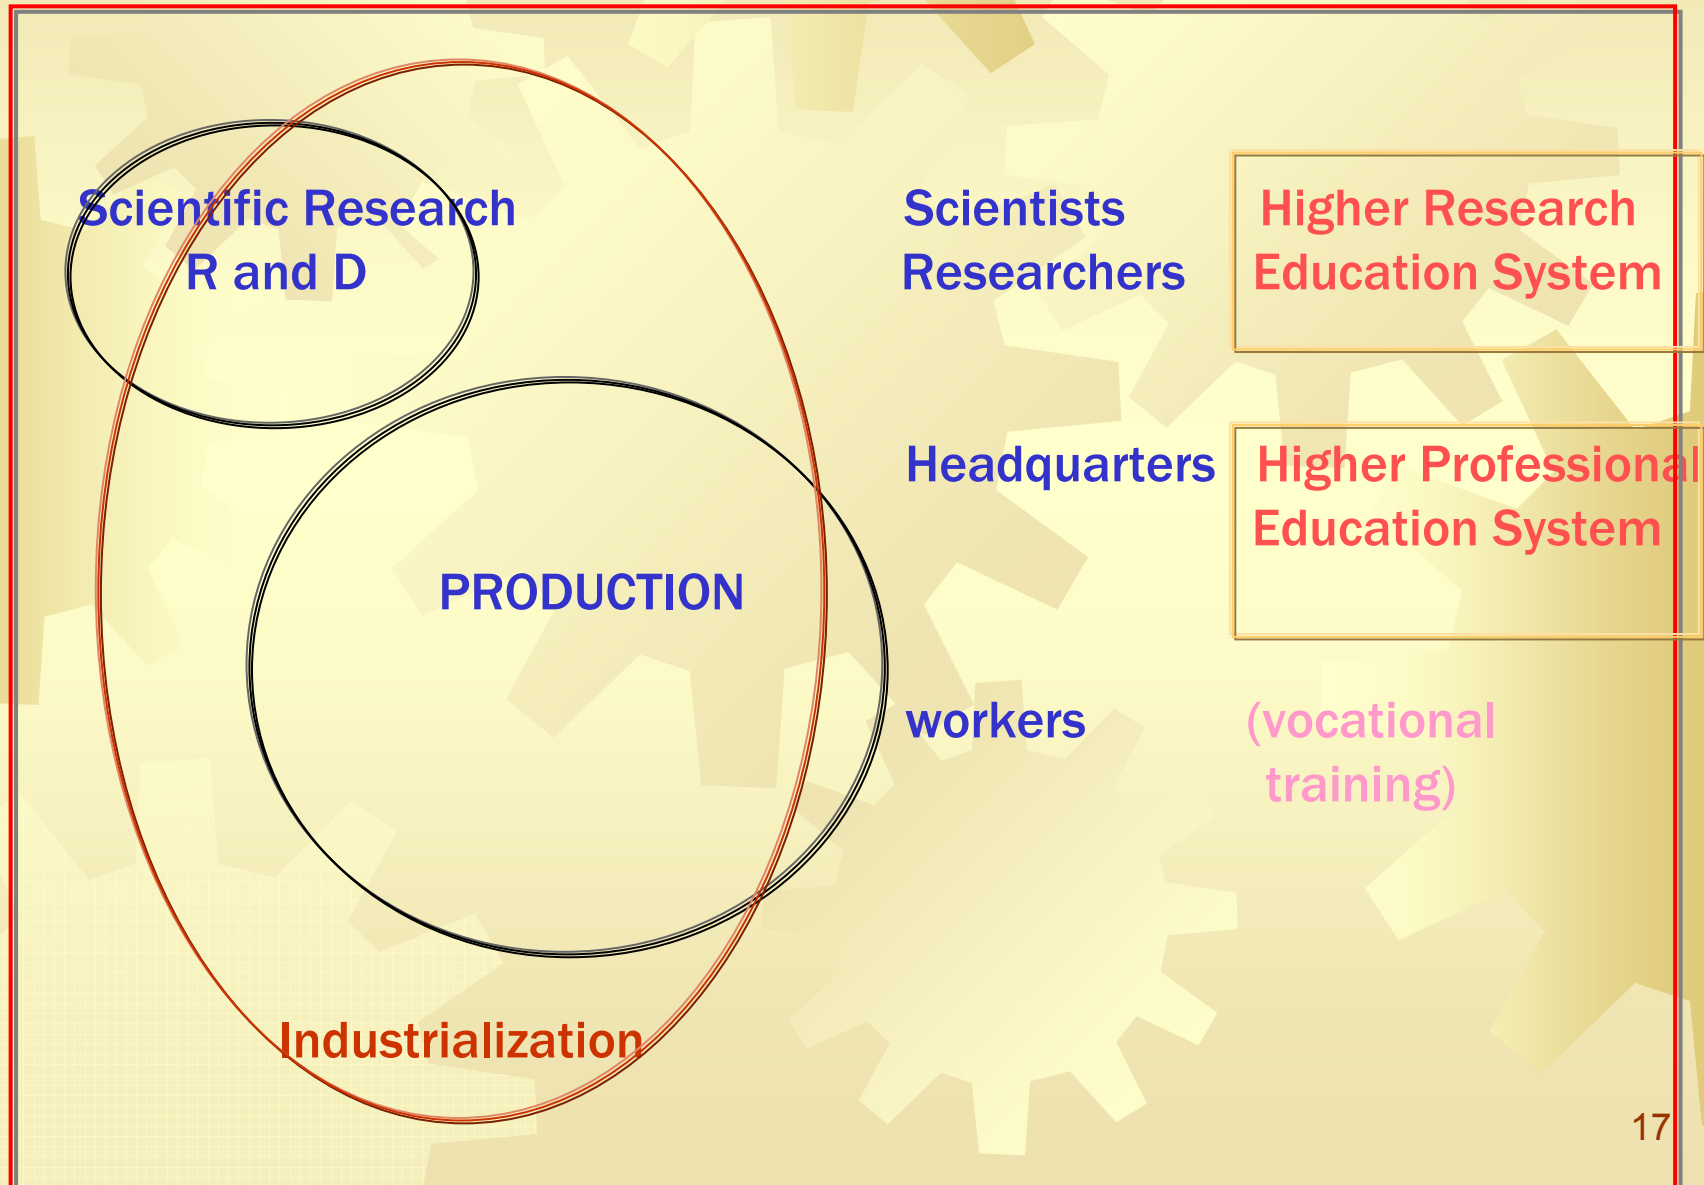 Scientific Research
R and D
Scientists
Researchers
Higher Research
Education System
Headquarters
Higher Professional
Education System
PRODUCTION
workers
(vocational
training)
Industrialization
17